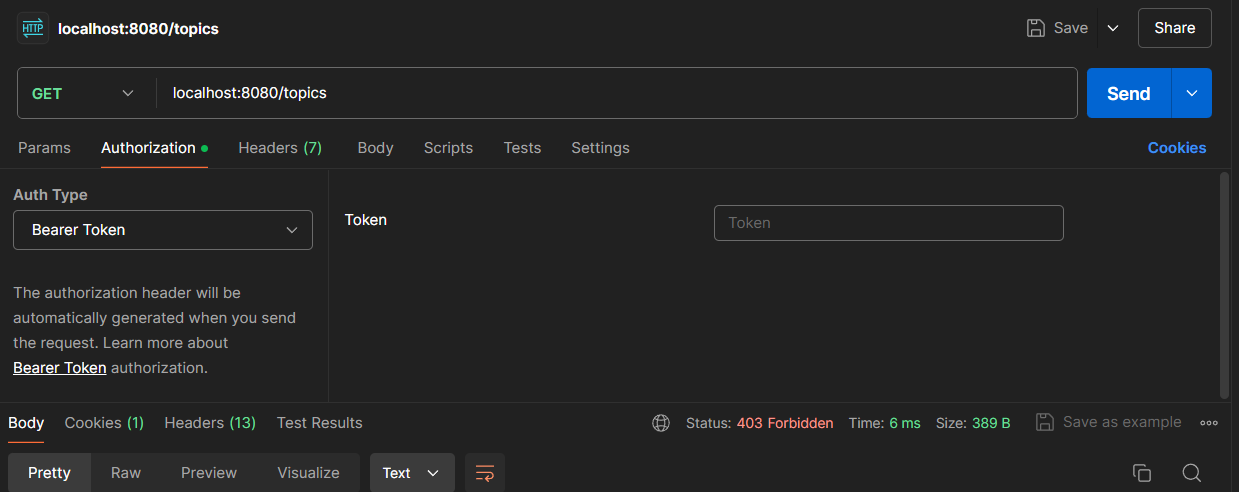 HTTP localhost:8080/topics Save Share
GET localhost:8080/topics Send
Params Authorization Headers (7) Body Scripts Tests Settings Cookies
Auth Type
Bearer Token
Token Token
The authorization header will be
automatically generated when you send
the request. Learn more about
Bearer Token authorization.
Body Cookies (1) Headers (13) Test Results Status: 403 Forbidden Time: 6 ms Size: 389 B Save as example
Pretty Raw Preview Visualize Text